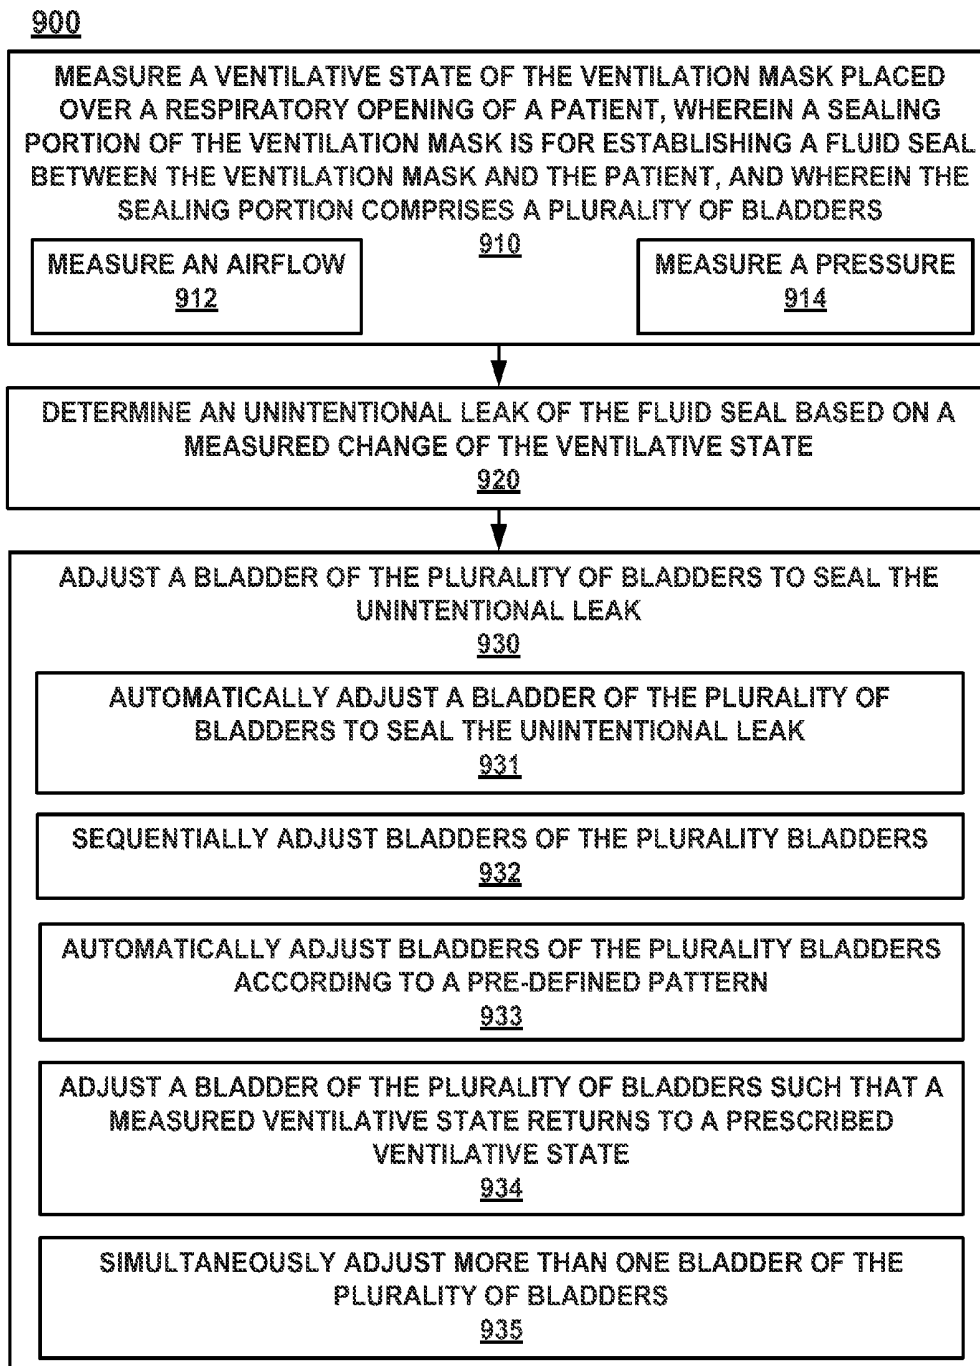 900
MEASURE A VENTILATIVE STATE OF THE VENTILATION MASK PLACED
OVER A RESPIRATORY OPENING OF A PATIENT, WHEREIN A SEALING
PORTION OF THE VENTILATION MASK IS FOR ESTABLISHING A FLUID SEAL
BETWEEN THE VENTILATION MASK AND THE PATIENT, AND WHEREIN THE
SEALING PORTION COMPRISES A PLURALITY OF BLADDERS
910
MEASURE AN AIRFLOW
912
MEASURE A PRESSURE
914
DETERMINE AN UNINTENTIONAL LEAK OF THE FLUID SEAL BASED ON A
MEASURED CHANGE OF THE VENTILATIVE STATE
920
ADJUST A BLADDER OF THE PLURALITY OF BLADDERS TO SEAL THE
UNINTENTIONAL LEAK
930
AUTOMATICALLY ADJUST A BLADDER OF THE PLURALITY OF
BLADDERS TO SEAL THE UNINTENTIONAL LEAK
931
SEQUENTIALLY ADJUST BLADDERS OF THE PLURALITY BLADDERS
932
AUTOMATICALLY ADJUST BLADDERS OF THE PLURALITY BLADDERS
ACCORDING TO A PRE-DEFINED PATTERN
933
ADJUST A BLADDER OF THE PLURALITY OF BLADDERS SUCH THAT A
MEASURED VENTILATIVE STATE RETURNS TO A PRESCRIBED
VENTILATIVE STATE
934
SIMULTANEOUSLY ADJUST MORE THAN ONE BLADDER OF THE
PLURALITY OF BLADDERS
935